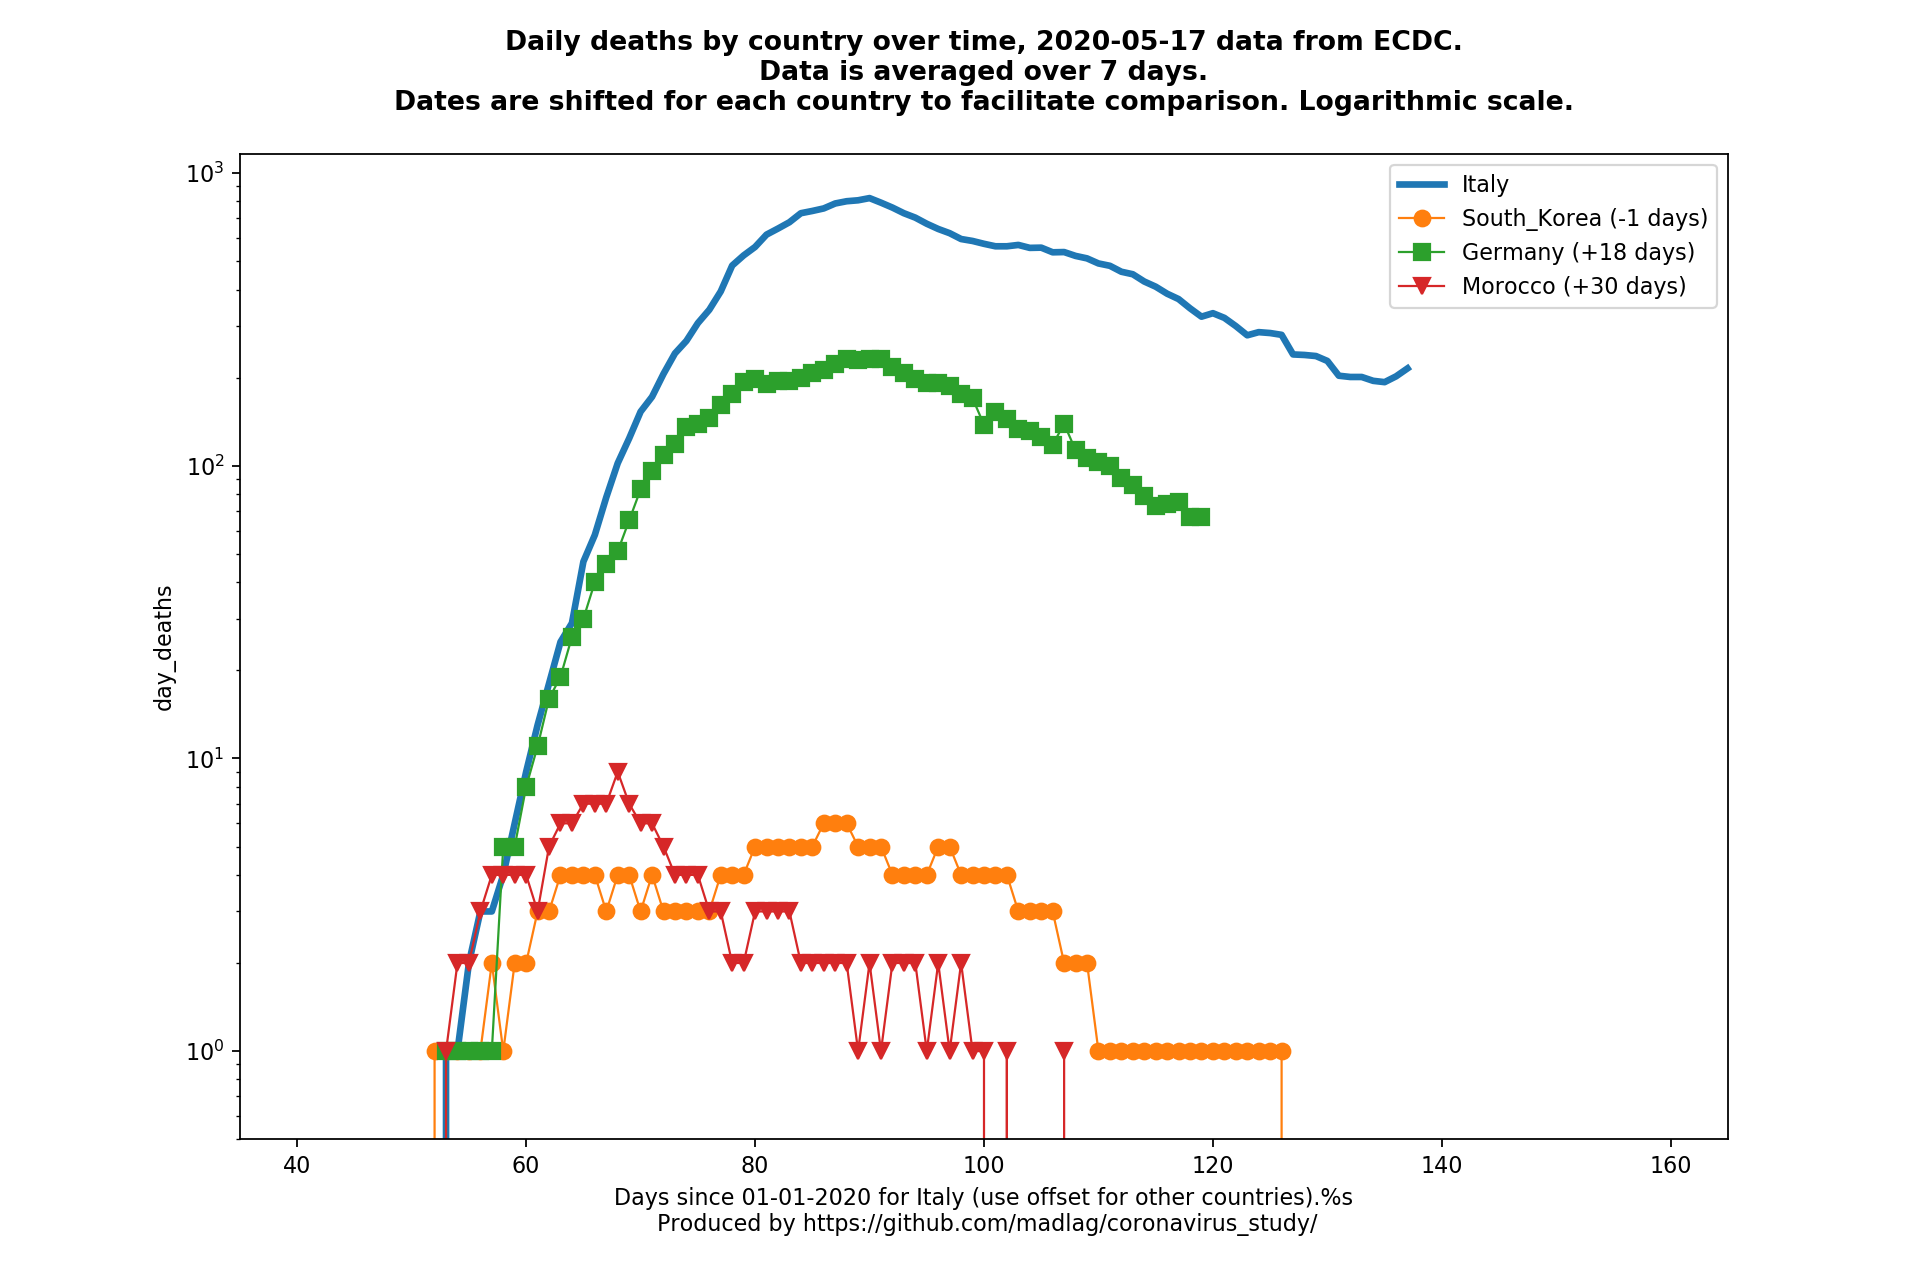 Daily deaths by country over time, 2020-05-17 data from ECDC.
Data is averaged over 7 days.
Dates are shifted for each country to facilitate comparison. Logarithmic scale.
10³
10²
10¹
10⁰
day_deaths
Italy
South_Korea (-1 days)
Germany (+18 days)
Morocco (+30 days)
40 60 80 100 120 140 160
Days since 01-01-2020 for Italy (use offset for other countries).%s
Produced by https://github.com/madlag/coronavirus_study/